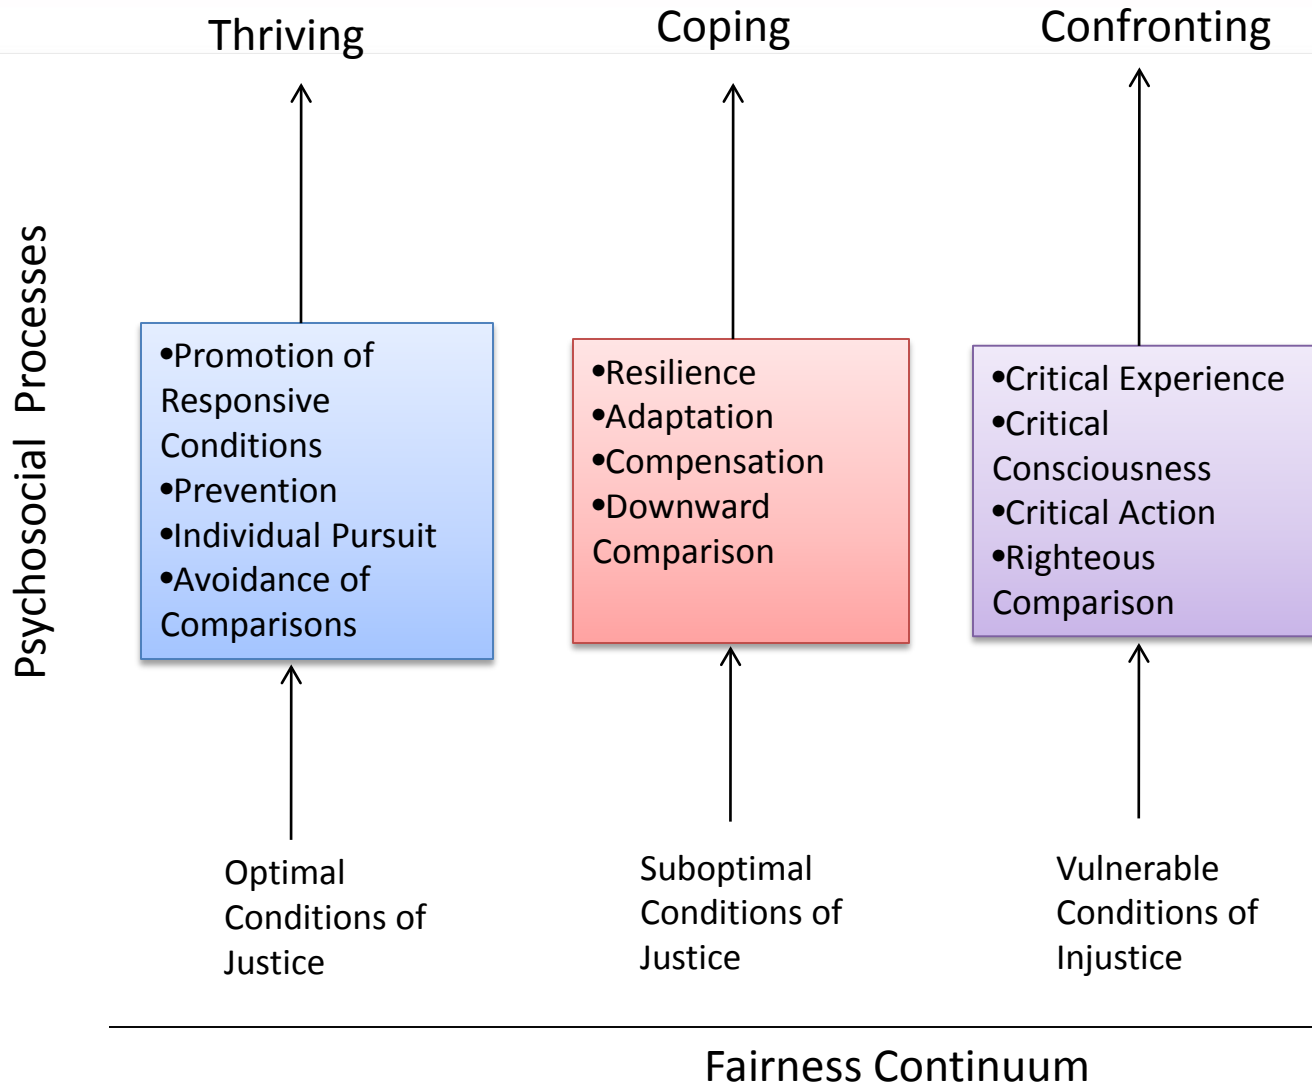 Thriving
Coping
Confronting
Psychosocial Processes
•Promotion of
Responsive
Conditions
•Prevention
•Individual Pursuit
•Avoidance of
Comparisons
•Resilience
•Adaptation
•Compensation
•Downward
Comparison
•Critical Experience
•Critical
Consciousness
•Critical Action
•Righteous
Comparison
Optimal
Conditions of
Justice
Suboptimal
Conditions of
Justice
Vulnerable
Conditions of
Injustice
Fairness Continuum